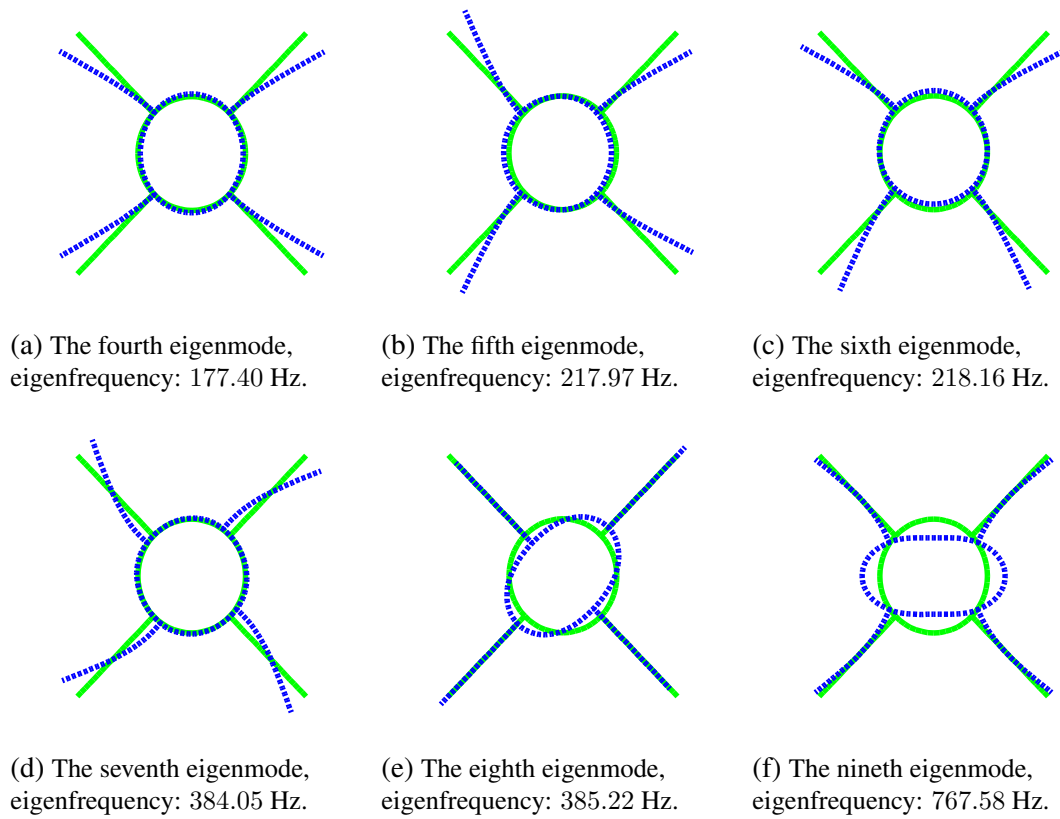 (a) The fourth eigenmode,
eigenfrequency: 177.40 Hz.
(b) The fifth eigenmode,
eigenfrequency: 217.97 Hz.
(c) The sixth eigenmode,
eigenfrequency: 218.16 Hz.
(d) The seventh eigenmode,
eigenfrequency: 384.05 Hz.
(e) The eighth eigenmode,
eigenfrequency: 385.22 Hz.
(f) The nineth eigenmode,
eigenfrequency: 767.58 Hz.